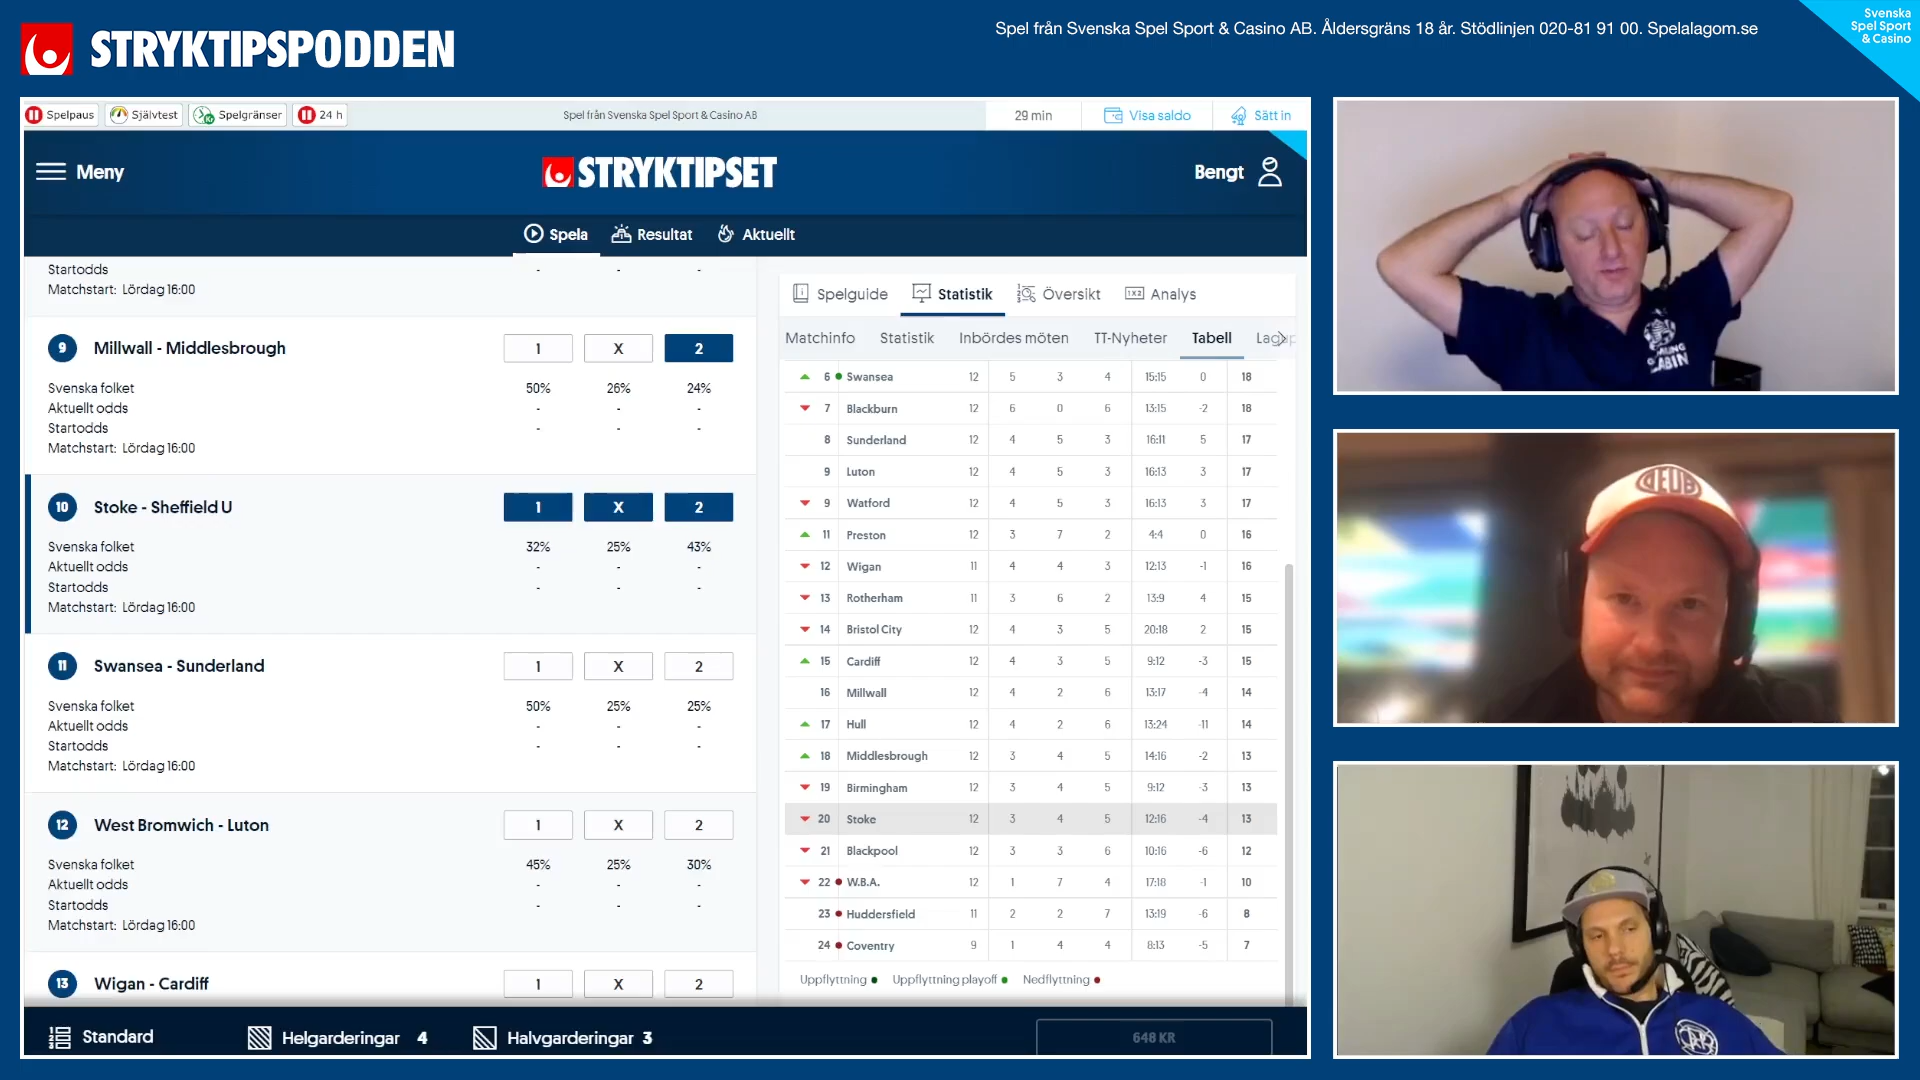 STRYKTIPSPODDEN
Spel från Svenska Spel Sport & Casino AB. Åldersgräns 18 år. Stödlinjen 020-81 91 00. Spelalagom.se
Svenska
Spel Sport
& Casino
Spelpaus Självtest Spelgränser 24 h
Spel från Svenska Spel Sport & Casino AB
29 min Visa saldo Sätt in
Meny
STRYKTIPSET
Bengt
Spela Resultat Aktuellt
Startodds - - -
Matchstart: Lördag 16:00
9 Millwall - Middlesbrough 1 X 2
Svenska folket 50% 26% 24%
Aktuellt odds - - -
Startodds - - -
Matchstart: Lördag 16:00
10 Stoke - Sheffield U 1 X 2
Svenska folket 32% 25% 43%
Aktuellt odds - - -
Startodds - - -
Matchstart: Lördag 16:00
11 Swansea - Sunderland 1 X 2
Svenska folket 50% 25% 25%
Aktuellt odds - - -
Startodds - - -
Matchstart: Lördag 16:00
12 West Bromwich - Luton 1 X 2
Svenska folket 45% 25% 30%
Aktuellt odds - - -
Startodds - - -
Matchstart: Lördag 16:00
13 Wigan - Cardiff 1 X 2
Spelguide Statistik Översikt Analys
Matchinfo Statistik Inbördes möten TT-Nyheter Tabell
6 Swansea 12 5 3 4 15:15 0 18
7 Blackburn 12 6 0 6 13:15 -2 18
8 Sunderland 12 4 5 3 16:11 5 17
9 Luton 12 4 5 3 16:13 3 17
9 Watford 12 4 5 3 16:13 3 17
11 Preston 12 3 7 2 4:4 0 16
12 Wigan 11 4 4 3 12:13 -1 16
13 Rotherham 11 3 6 2 13:9 4 15
14 Bristol City 12 4 3 5 20:18 2 15
15 Cardiff 12 4 3 5 9:12 -3 15
16 Millwall 12 4 2 6 13:17 -4 14
17 Hull 12 4 2 6 13:24 -11 14
18 Middlesbrough 12 3 4 5 14:16 -2 13
19 Birmingham 12 3 4 5 9:12 -3 13
20 Stoke 12 3 4 5 12:16 -4 13
21 Blackpool 12 3 3 6 10:16 -6 12
22 W.B.A. 12 1 7 4 17:18 -1 10
23 Huddersfield 11 2 2 7 13:19 -6 8
24 Coventry 9 1 4 4 8:13 -5 7
Uppflyttning Uppflyttning playoff Nedflyttning
Standard Helgarderingar 4 Halvgarderingar 3 648 KR
CABIN
DEUB